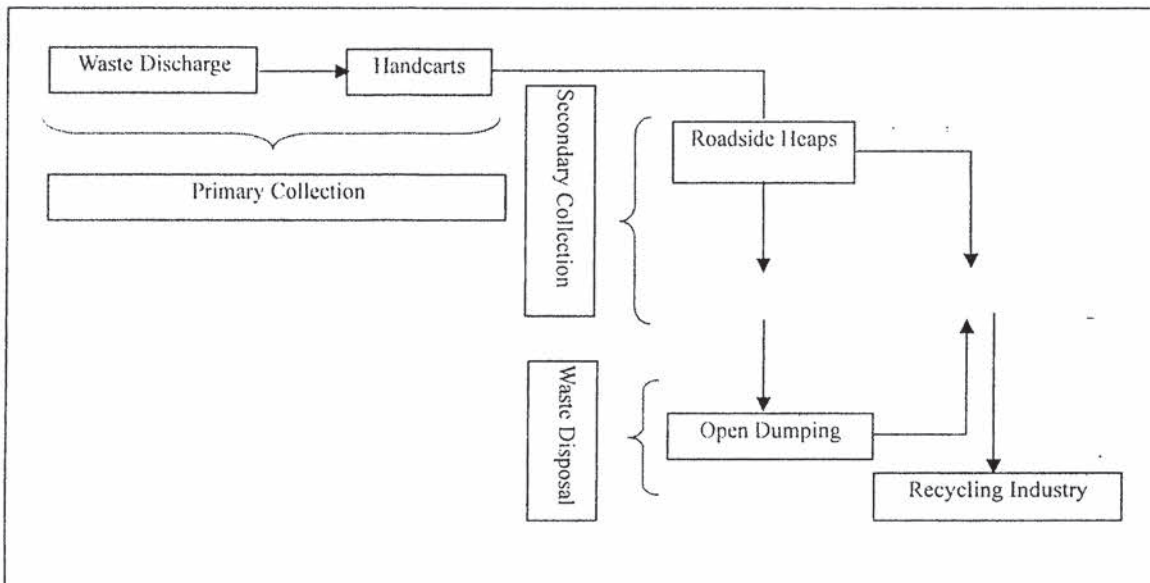 Waste Discharge
Handcarts
Primary Collection
Secondary Collection
Roadside Heaps
Waste Disposal
Open Dumping
Recycling Industry